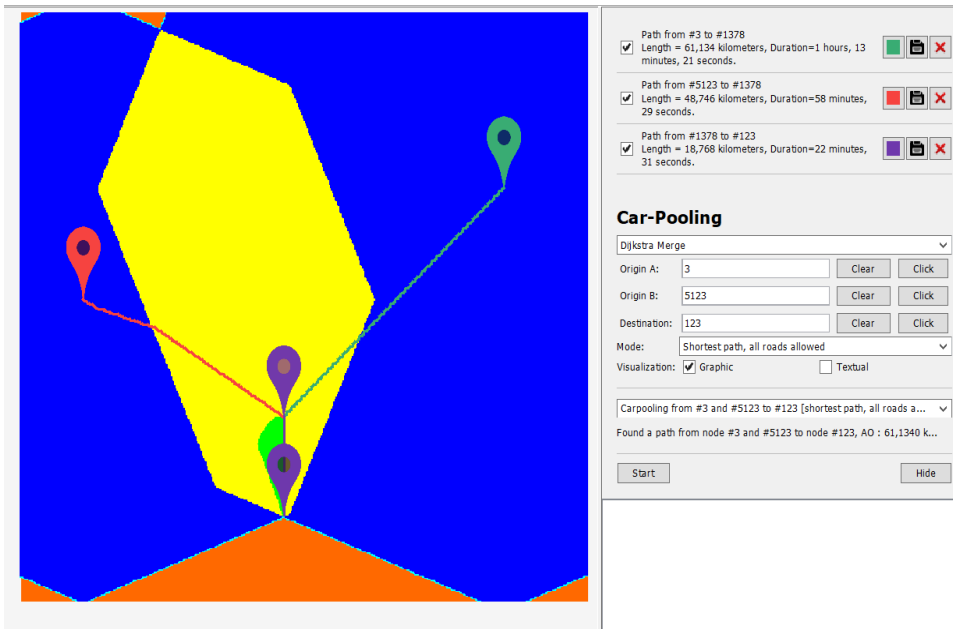 Path from #3 to #1378
Length = 61,134 kilometers, Duration=1 hours, 13
minutes, 21 seconds.
Path from #5123 to #1378
Length = 48,746 kilometers, Duration=58 minutes,
29 seconds.
Path from #1378 to #123
Length = 18,768 kilometers, Duration=22 minutes,
31 seconds.
Car-Pooling
Dijkstra Merge
Origin A: 3 Clear Click
Origin B: 5123 Clear Click
Destination: 123 Clear Click
Mode: Shortest path, all roads allowed
Visualization: Graphic Textual
Carpooling from #3 and #5123 to #123 [shortest path, all roads a...
Found a path from node #3 and #5123 to node #123, AO : 61,1340 k...
Start Hide